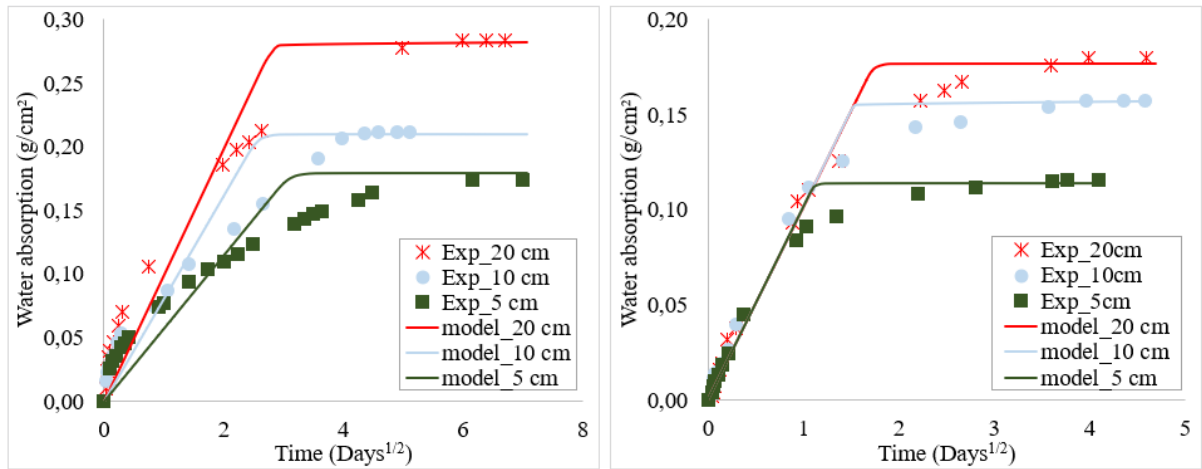 0,30
0,25
0,20
0,15
0,10
0,05
0,00
Water absorption (g/cm²)
Exp_20 cm
Exp_10 cm
Exp_5 cm
model_20 cm
model_10 cm
model_5 cm
0 2 4 6 8
Time (Days1/2)
0,20
0,15
0,10
0,05
0,00
Water absorption (g/cm²)
Exp_20cm
Exp_10cm
Exp_5cm
model_20 cm
model_10 cm
model_5 cm
0 1 2 3 4 5
Time (Days1/2)